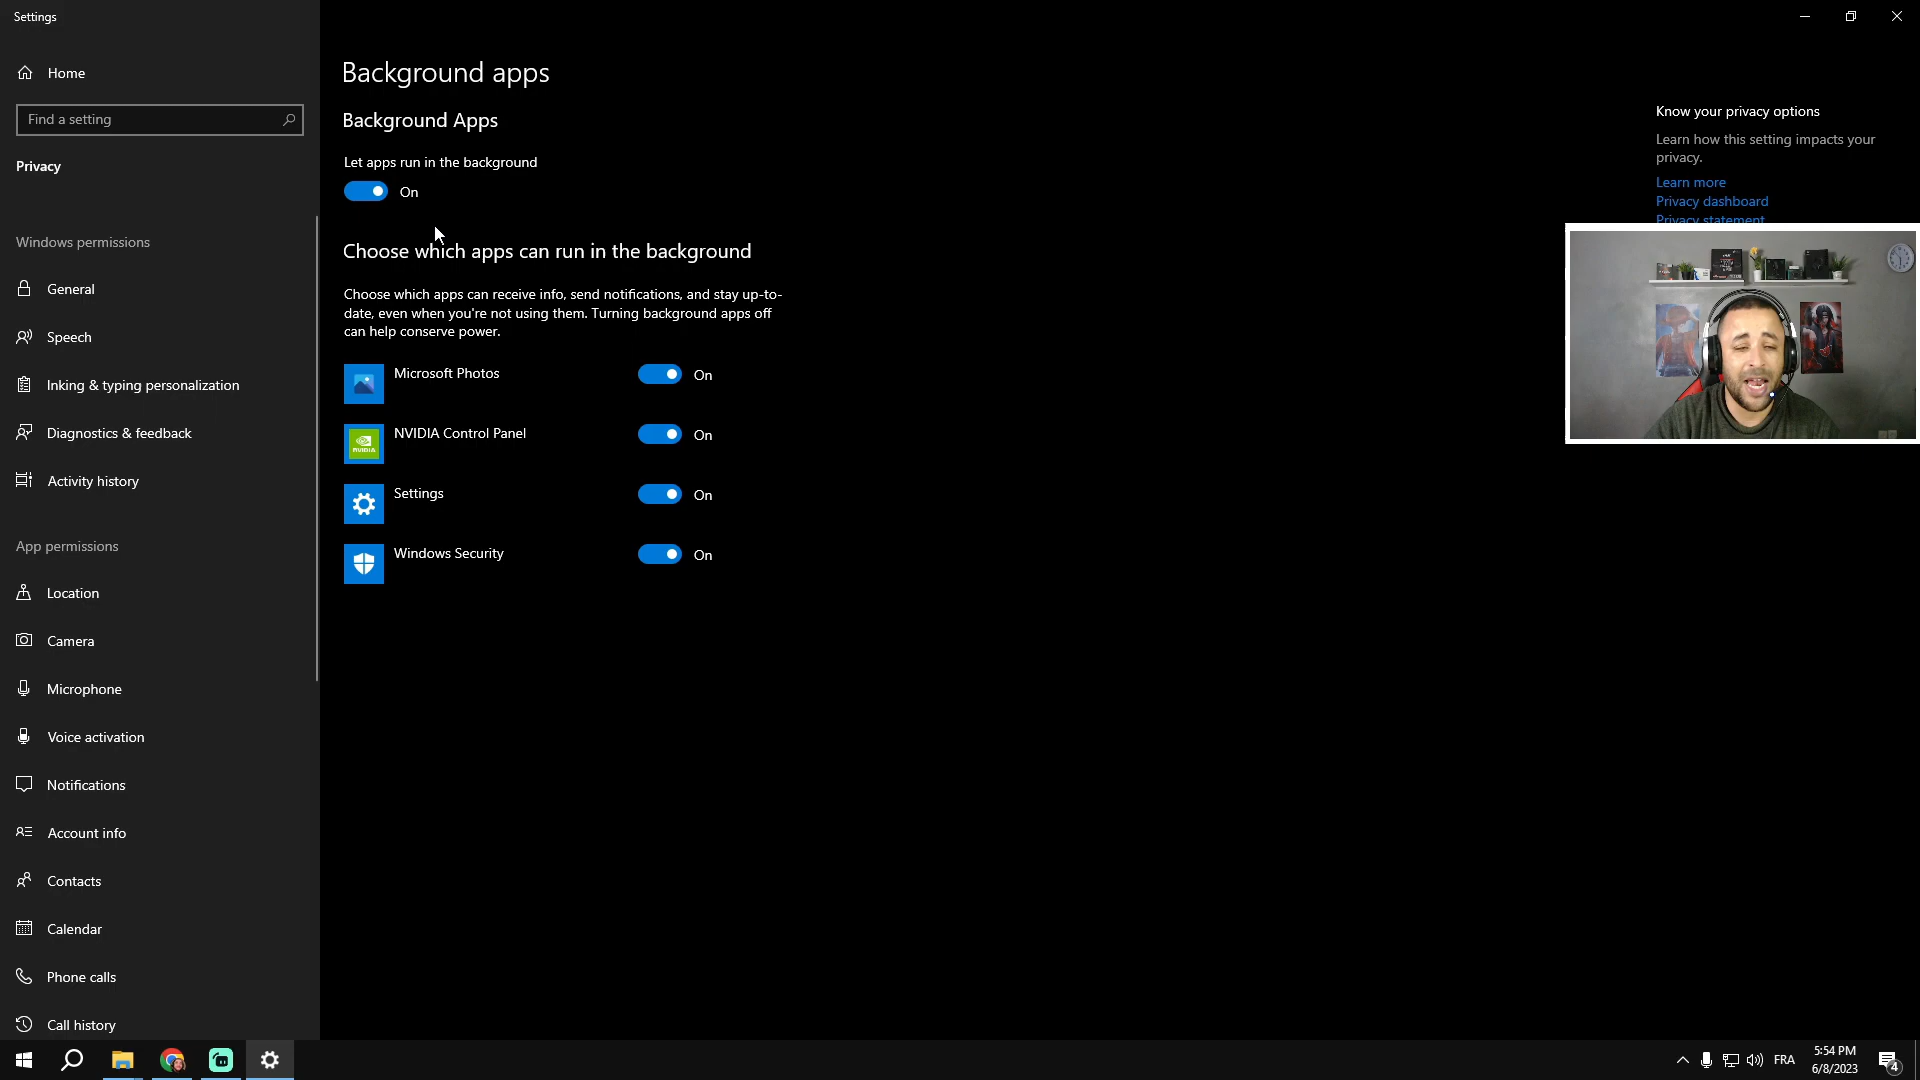 Settings
Home
Find a setting
Privacy
Windows permissions
General
Speech
Inking & typing personalization
Diagnostics & feedback
Activity history
App permissions
Location
Camera
Microphone
Voice activation
Notifications
Account info
Contacts
Calendar
Phone calls
Call history
Background apps
Background Apps
Let apps run in the background
On
Choose which apps can run in the background
Choose which apps can receive info, send notifications, and stay up-to-
date, even when you're not using them. Turning background apps off
can help conserve power.
Microsoft Photos
On
NVIDIA
NVIDIA Control Panel
On
Settings
On
Windows Security
On
Know your privacy options
Learn how this setting impacts your
privacy.
Learn more
Privacy dashboard
Privacy statement
FRA
5:54 PM
6/8/2023
4